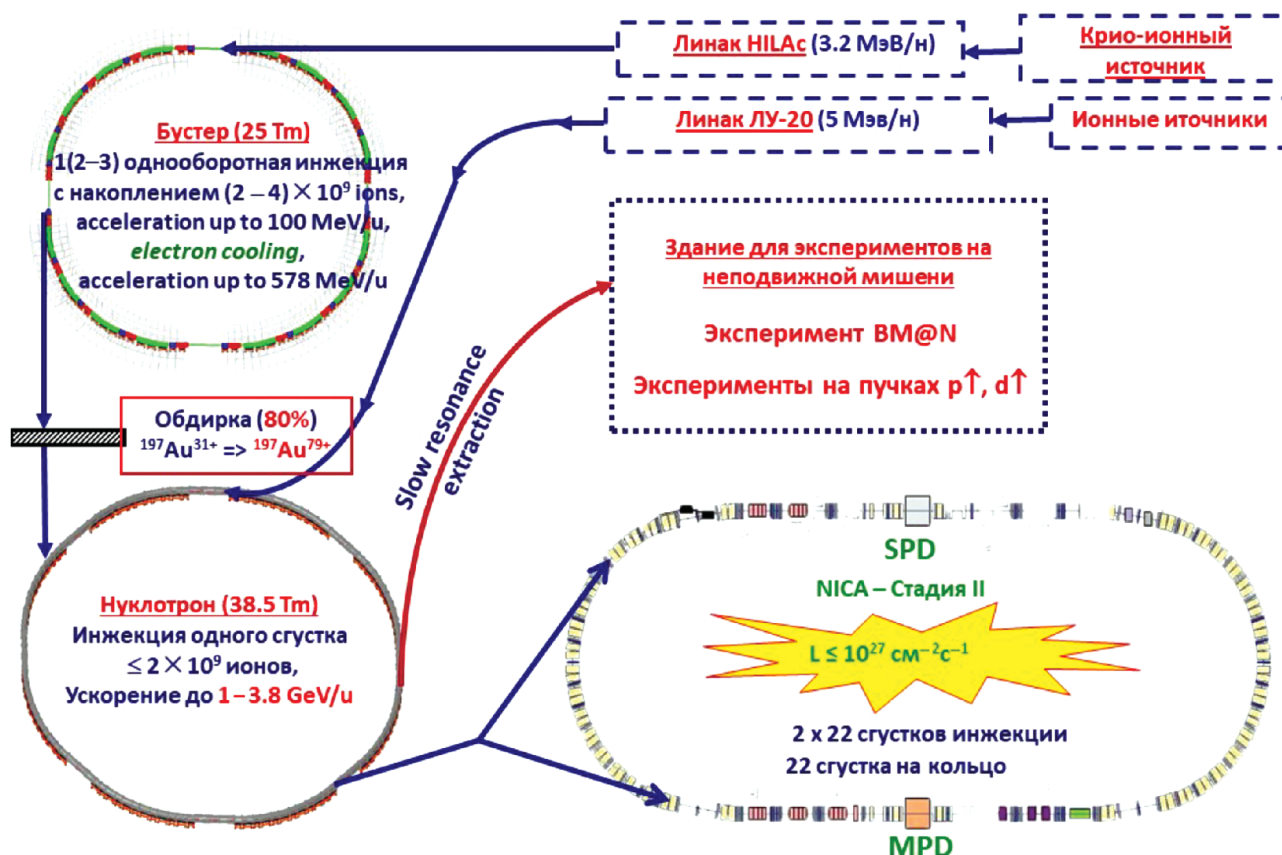 Линак HILAc (3.2 МэВ/н)
Крио-ионный
источник
Линак ЛУ-20 (5 Мэв/н)
Ионные иточники
Бустер (25 Tm)
1(2–3) однооборотная инжекция
с накоплением (2 – 4) × 10⁹ ions,
acceleration up to 100 MeV/u,
electron cooling,
acceleration up to 578 MeV/u
Здание для экспериментов на
неподвижной мишени
Эксперимент BM@N
Эксперименты на пучках p↑, d↑
Обдирка (80%)
¹⁹⁷Au³¹⁺ => ¹⁹⁷Au⁷⁹⁺
Slow resonance
extraction
Нуклотрон (38.5 Tm)
Инжекция одного сгустка
≤ 2 × 10⁹ ионов,
Ускорение до 1 – 3.8 GeV/u
SPD
NICA – Стадия II
L ≤ 10²⁷ см⁻²с⁻¹
2 x 22 сгустков инжекции
22 сгустка на кольцо
MPD